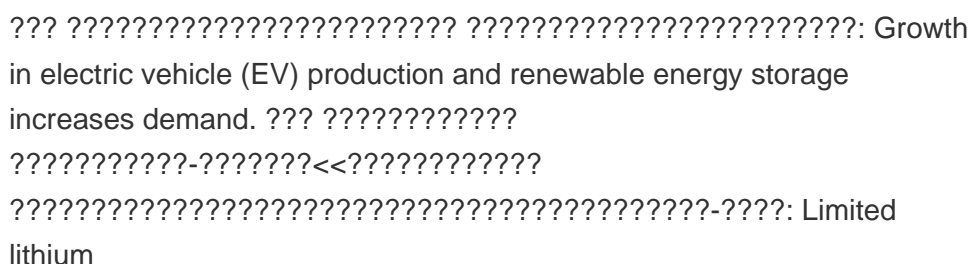 ??? ???????????????????????? ????????????????????????: Growth
in electric vehicle (EV) production and renewable energy storage
increases demand. ??? ????????????
???????????-???????<<????????????
???????????????????????????????????????????-????: Limited
lithium